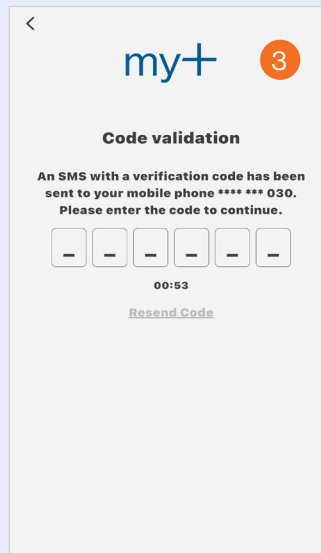 my+
3
Code validation
An SMS with a verification code has been
sent to your mobile phone **** *** 030.
Please enter the code to continue.
_ _ _ _ _ _
00:53
Resend Code